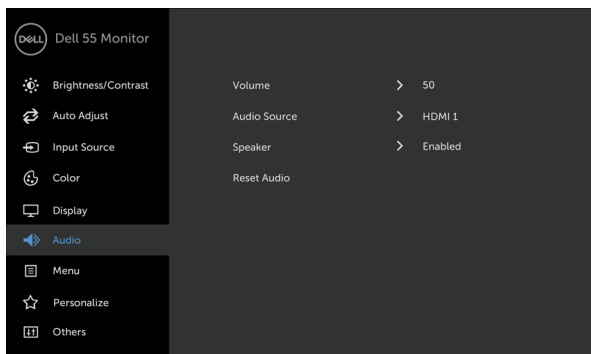 DELL Dell 55 Monitor
Brightness/Contrast Volume 50
Auto Adjust Audio Source HDMI 1
Input Source Speaker Enabled
Color Reset Audio
Display
Audio
Menu
Personalize
Others